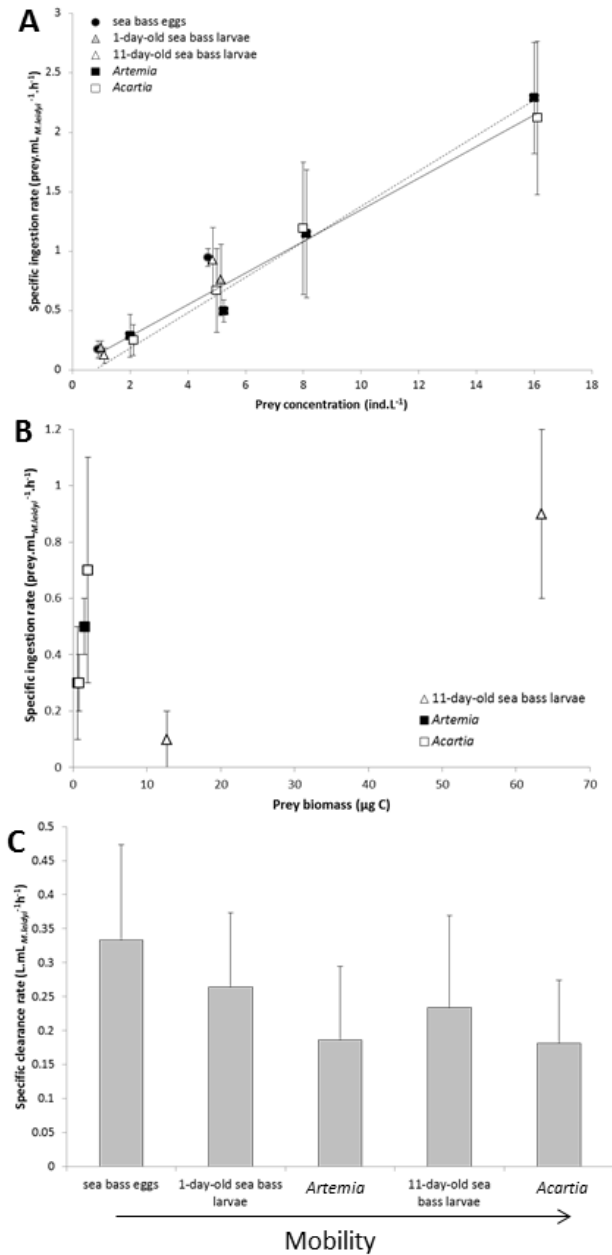 A
sea bass eggs
1-day-old sea bass larvae
11-day-old sea bass larvae
Artemia
Acartia
Specific ingestion rate (prey.mL M.leidyi -1.h-1)
3
2.5
2
1.5
1
0.5
0
0 2 4 6 8 10 12 14 16 18
Prey concentration (ind.L-1)
B
Specific ingestion rate (prey.mL M.leidyi -1.h-1)
1.2
1
0.8
0.6
0.4
0.2
0
11-day-old sea bass larvae
Artemia
Acartia
0 10 20 30 40 50 60 70
Prey biomass (µg C)
C
Specific clearance rate (L.mL M.leidyi -1h-1)
0.5
0.45
0.4
0.35
0.3
0.25
0.2
0.15
0.1
0.05
0
sea bass eggs 1-day-old sea bass Artemia 11-day-old sea Acartia
larvae bass larvae
Mobility